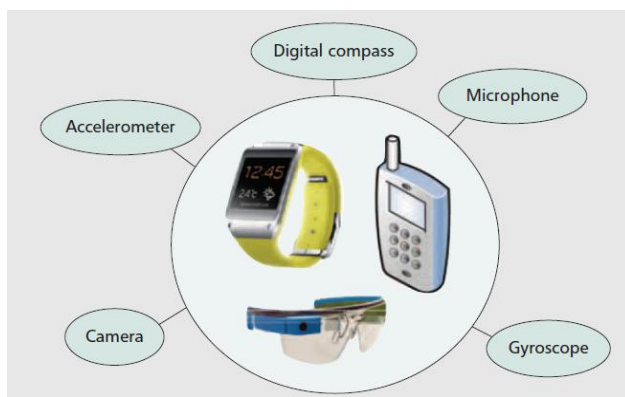 Digital compass
Microphone
Accelerometer
12:45
24°C
Camera
Gyroscope